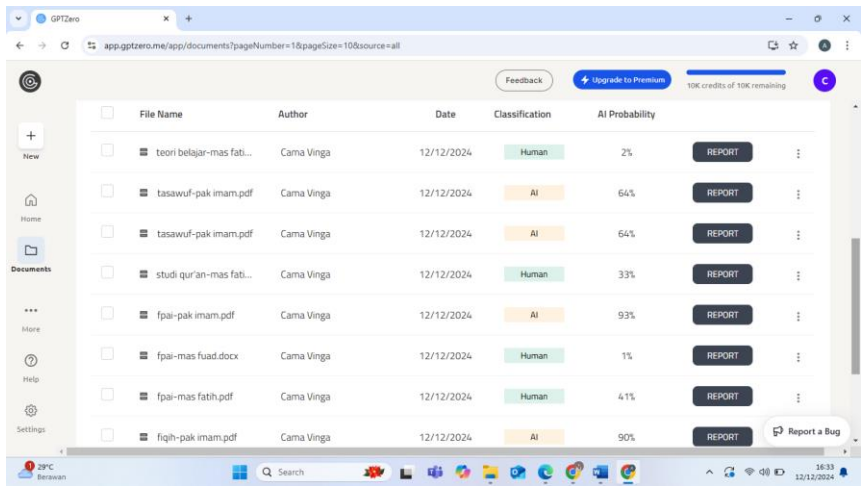 GPTZero
app.gptzero.me/app/documents?pageNumber=1&pageSize=10&source=all
A
Feedback
Upgrade to Premium
10K credits of 10K remaining
C
File Name Author Date Classification AI Probability
New
teori belajar-mas fati... Cama Vinga 12/12/2024 Human 2% REPORT
Home
tasawuf-pak imam.pdf Cama Vinga 12/12/2024 AI 64% REPORT
tasawuf-pak imam.pdf Cama Vinga 12/12/2024 AI 64% REPORT
Documents
studi qur'an-mas fati... Cama Vinga 12/12/2024 Human 33% REPORT
More
fpai-pak imam.pdf Cama Vinga 12/12/2024 AI 93% REPORT
Help
fpai-mas fuad.docx Cama Vinga 12/12/2024 Human 1% REPORT
fpai-mas fatih.pdf Cama Vinga 12/12/2024 Human 41% REPORT
Settings
fiqih-pak imam.pdf Cama Vinga 12/12/2024 AI 90% REPORT
Report a Bug
1
29°C
Berawan
Search
16:33
12/12/2024